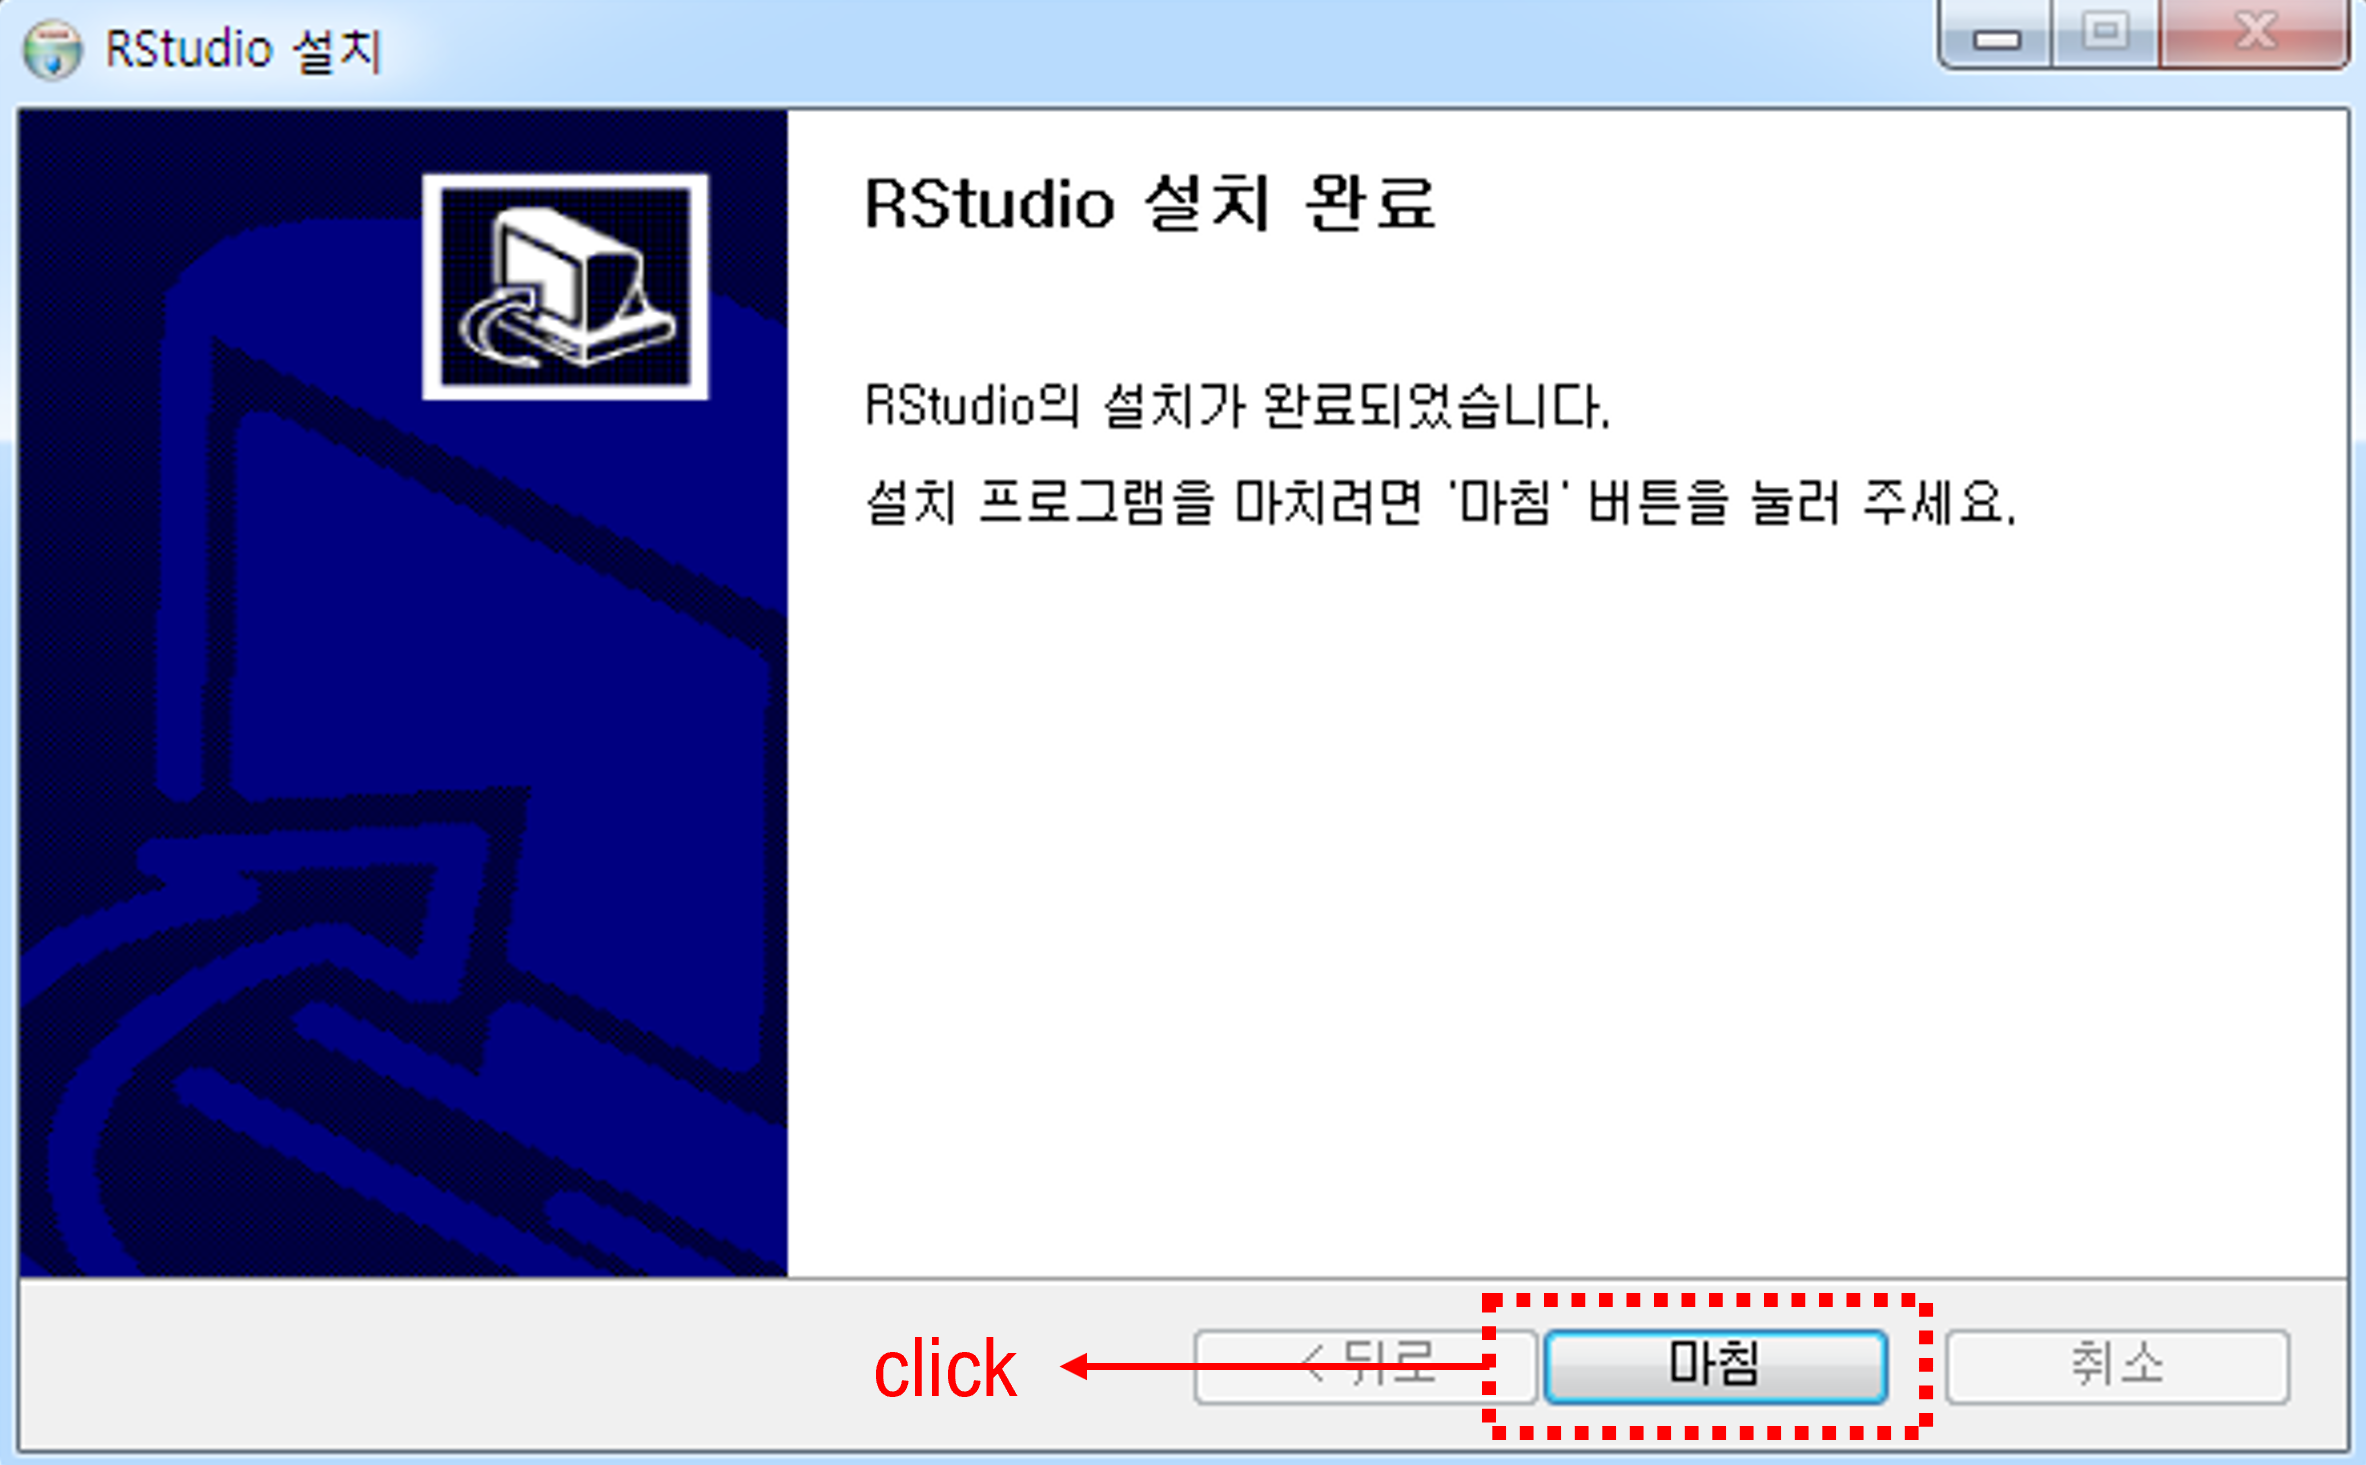 RStudio 설치
RStudio 설치 완료
RStudio의 설치가 완료되었습니다.
설치 프로그램을 마치려면 '마침' 버튼을 눌러 주세요.
click
< 뒤로
마침
취소